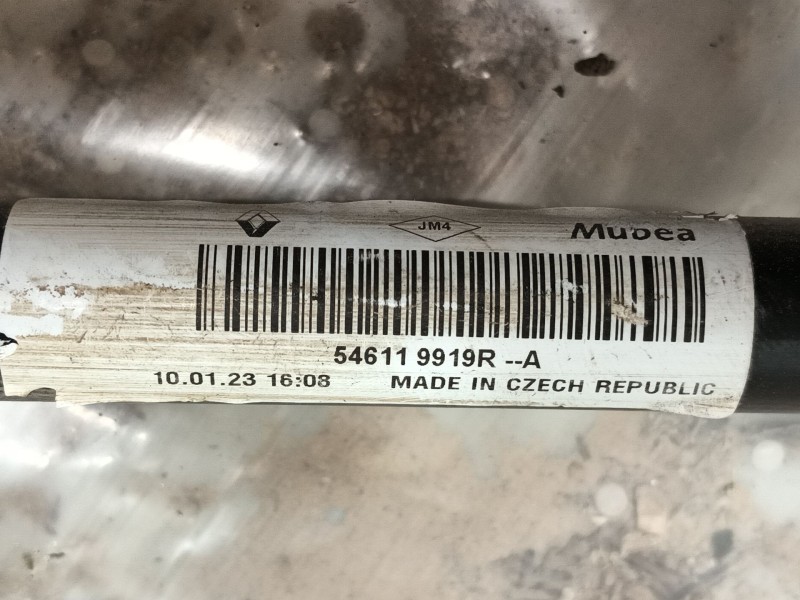 JM4
Mubea
54611 9919R --A
10.01.23 16:08 MADE IN CZECH REPUBLIC